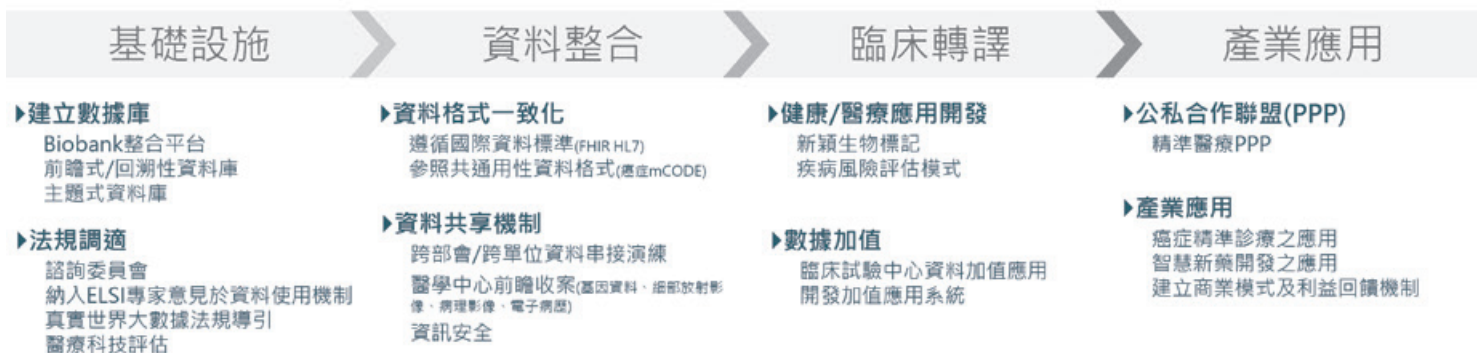 基礎設施
資料整合
臨床轉譯
產業應用
▶建立數據庫
Biobank整合平台
前瞻式/回溯性資料庫
主題式資料庫
▶法規調適
諮詢委員會
納入ELSI專家意見於資料使用機制
真實世界大數據法規導引
醫療科技評估
▶資料格式一致化
遵循國際資料標準(FHIR HL7)
參照共通用性資料格式(癌症mCODE)
▶資料共享機制
跨部會/跨單位資料串接演練
醫學中心前瞻收案(基因資料、細部放射影
像、病理影像、電子病歷)
資訊安全
▶健康/醫療應用開發
新穎生物標記
疾病風險評估模式
▶數據加值
臨床試驗中心資料加值應用
開發加值應用系統
▶公私合作聯盟(PPP)
精準醫療PPP
▶產業應用
癌症精準診療之應用
智慧新藥開發之應用
建立商業模式及利益回饋機制